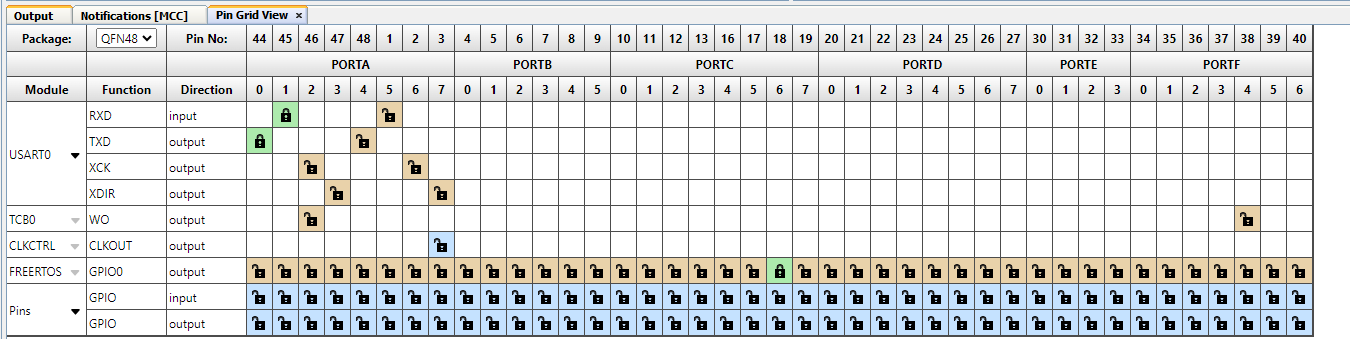 Output Notifications [MCC] Pin Grid View ×
Package: QFN48 Pin No: 44 45 46 47 48 1 2 3 4 5 6 7 8 9 10 11 12 13 16 17 18 19 20 21 22 23 24 25 26 27 30 31 32 33 34 35 36 37 38 39 40
PORTA PORTB PORTC PORTD PORTE PORTF
Module Function Direction 0 1 2 3 4 5 6 7 0 1 2 3 4 5 0 1 2 3 4 5 6 7 0 1 2 3 4 5 6 7 0 1 2 3 0 1 2 3 4 5 6
USART0 RXD input
TXD output
XCK output
XDIR output
TCB0 WO output
CLKCTRL CLKOUT output
FREERTOS GPIO0 output
Pins GPIO input
GPIO output